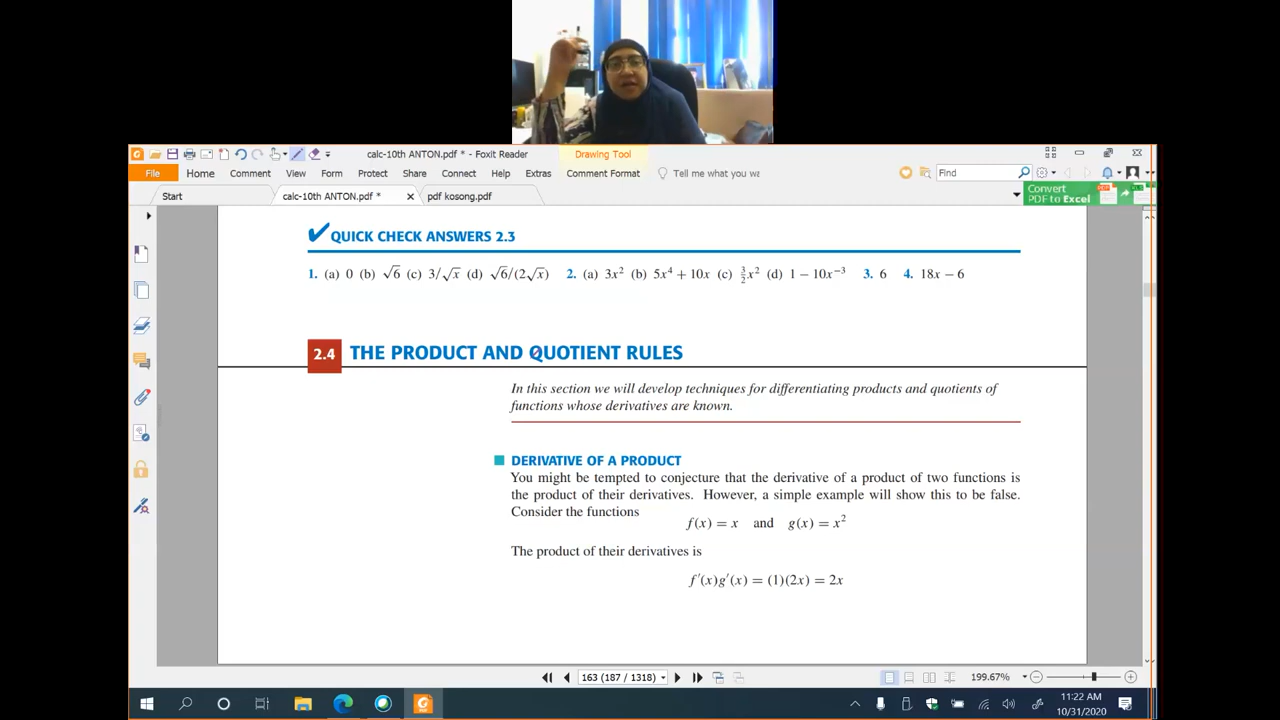 calc-10th ANTON.pdf * - Foxit Reader
Drawing Tool
File Home Comment View Form Protect Share Connect Help Extras Comment Format Tell me what you wa Find
Start calc-10th ANTON.pdf * pdf kosong.pdf
Convert
PDF to Excel
QUICK CHECK ANSWERS 2.3
1. (a) 0 (b) √6 (c) 3/√x (d) √6/(2√x) 2. (a) 3x² (b) 5x⁴ + 10x (c) 3/2x² (d) 1 − 10x⁻³ 3. 6 4. 18x − 6
2.4 THE PRODUCT AND QUOTIENT RULES
In this section we will develop techniques for differentiating products and quotients of
functions whose derivatives are known.
DERIVATIVE OF A PRODUCT
You might be tempted to conjecture that the derivative of a product of two functions is
the product of their derivatives. However, a simple example will show this to be false.
Consider the functions
f(x) = x and g(x) = x²
The product of their derivatives is
f′(x)g′(x) = (1)(2x) = 2x
163 (187 / 1318)
199.67%
11:22 AM
10/31/2020